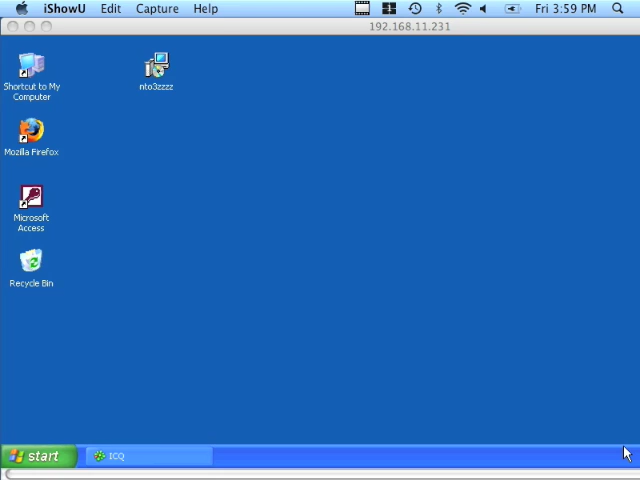 iShowU Edit Capture Help Fri 3:59 PM
192.168.11.231
Shortcut to My
Computer
nto3zzzz
Mozilla Firefox
Microsoft
Access
Recycle Bin
start ICQ